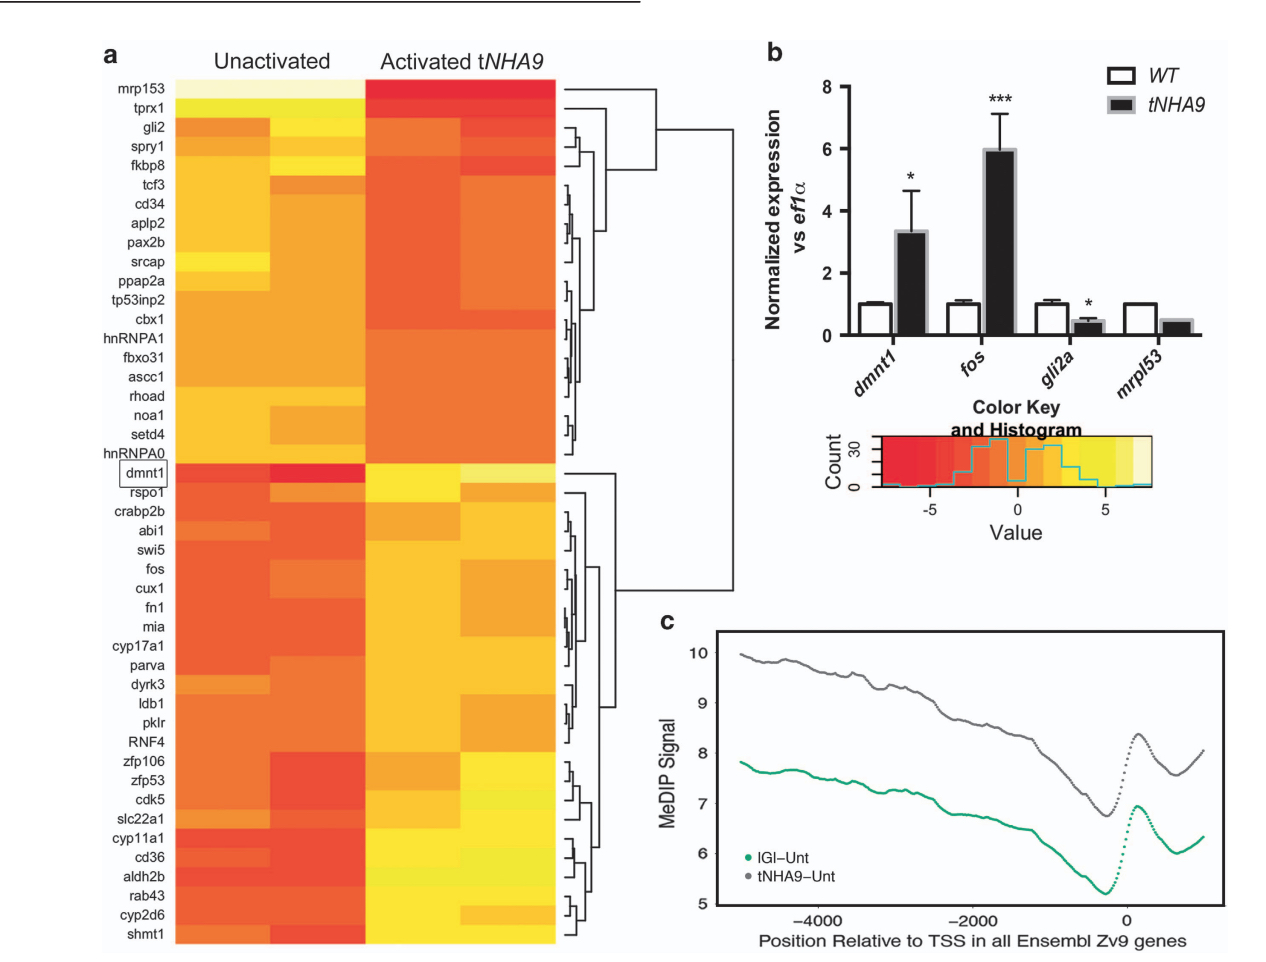 a
Unactivated Activated tNHA9
mrp153
tprx1
gli2
spry1
fkbp8
tcf3
cd34
aplp2
pax2b
srcap
ppap2a
tp53inp2
cbx1
hnRNPA1
fbxo31
ascc1
rhoad
noa1
setd4
hnRNPA0
dmnt1
rspo1
crabp2b
abi1
swi5
fos
cux1
fn1
mia
cyp17a1
parva
dyrk3
ldb1
pklr
RNF4
zfp106
zfp53
cdk5
slc22a1
cyp11a1
cd36
aldh2b
rab43
cyp2d6
shmt1
b
WT
tNHA9
Normalized expression
vs ef1α
8
6
4
2
0
*
***
*
dmnt1 fos gli2a mrpl53
Color Key
and Histogram
Count
30
0
-5 0 5
Value
c
MeDIP Signal
10
9
8
7
6
5
IGI–Unt
tNHA9–Unt
−4000 −2000 0
Position Relative to TSS in all Ensembl Zv9 genes